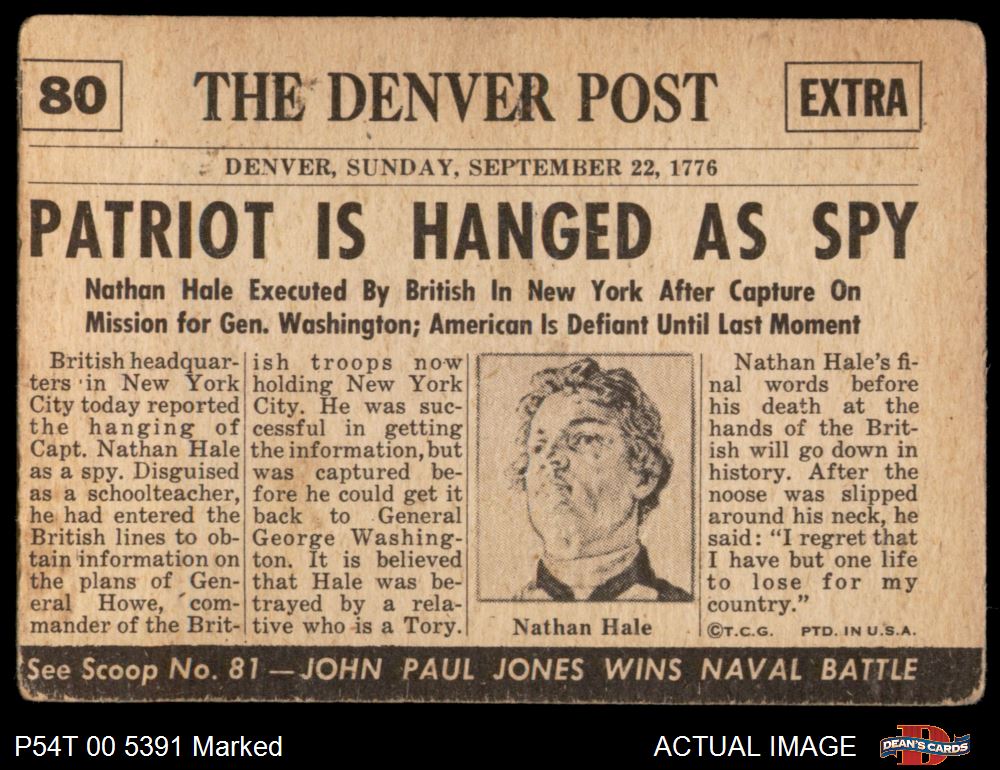 80
THE DENVER POST
EXTRA
DENVER, SUNDAY, SEPTEMBER 22, 1776
PATRIOT IS HANGED AS SPY
Nathan Hale Executed By British In New York After Capture On
Mission for Gen. Washington; American Is Defiant Until Last Moment
British headquar-
ters in New York
City today reported
the hanging of
Capt. Nathan Hale
as a spy. Disguised
as a schoolteacher,
he had entered the
British lines to ob-
tain information on
the plans of Gen-
eral Howe, com-
mander of the Brit-
ish troops now
holding New York
City. He was suc-
cessful in getting
the information, but
was captured be-
fore he could get it
back to General
George Washing-
ton. It is believed
that Hale was be-
trayed by a rela-
tive who is a Tory.
Nathan Hale
Nathan Hale's fi-
nal words before
his death at the
hands of the Brit-
ish will go down in
history. After the
noose was slipped
around his neck, he
said: "I regret that
I have but one life
to lose for my
country."
©T.C.G. PTD. IN U.S.A.
See Scoop No. 81 — JOHN PAUL JONES WINS NAVAL BATTLE
P54T 00 5391 Marked
ACTUAL IMAGE
DEAN'S CARDS